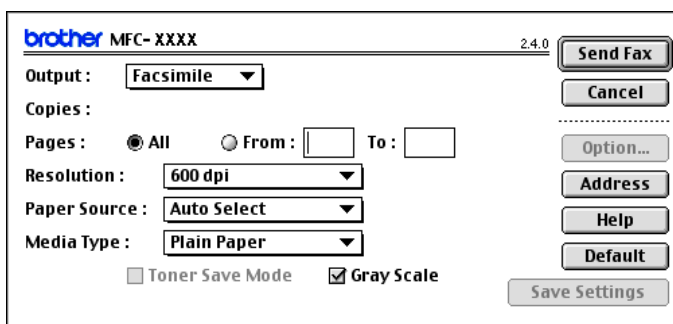 brother MFC-XXXX 2.4.0
Send Fax
Output : Facsimile
Cancel
Copies :
Pages : All From : To :
Option...
Resolution : 600 dpi
Address
Paper Source : Auto Select
Help
Media Type : Plain Paper
Default
Toner Save Mode Gray Scale
Save Settings